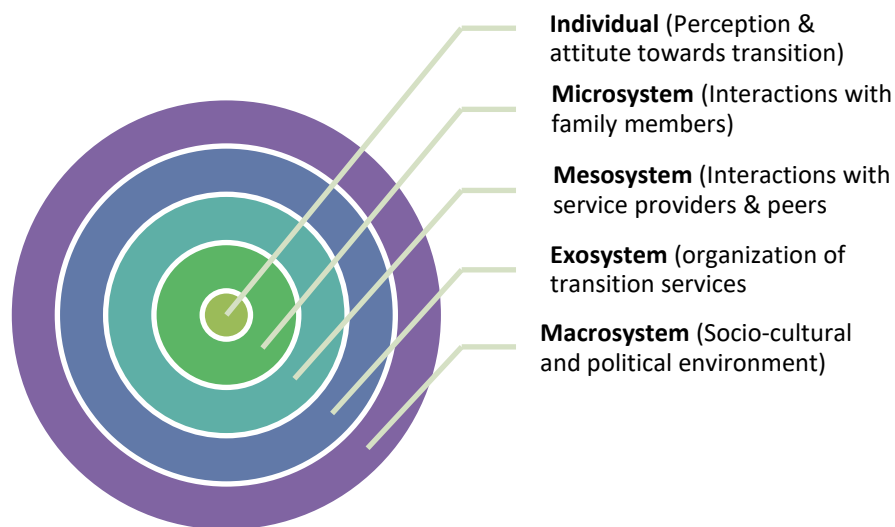 Individual (Perception &
attitute towards transition)
Microsystem (Interactions with
family members)
Mesosystem (Interactions with
service providers & peers
Exosystem (organization of
transition services
Macrosystem (Socio-cultural
and political environment)